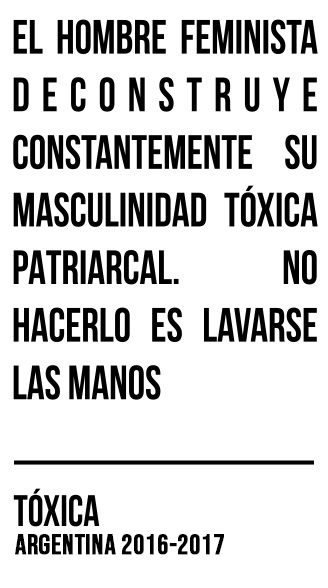 EL HOMBRE FEMINISTA
DECONSTRUYE
CONSTANTEMENTE SU
MASCULINIDAD TÓXICA
PATRIARCAL. NO
HACERLO ES LAVARSE
LAS MANOS
TÓXICA
ARGENTINA 2016-2017